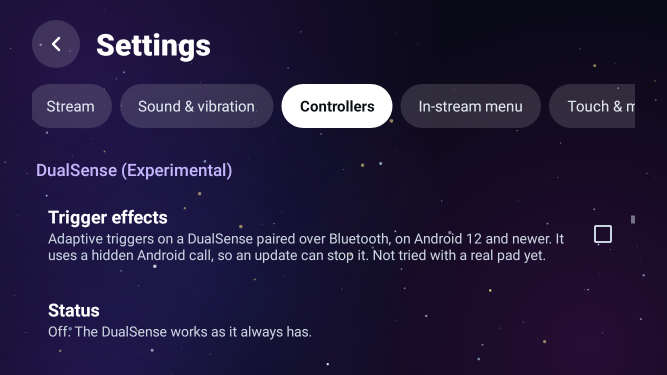 Settings
Stream
Sound & vibration
Controllers
In-stream menu
Touch & m
DualSense (Experimental)
Trigger effects
Adaptive triggers on a DualSense paired over Bluetooth, on Android 12 and newer. It
uses a hidden Android call, so an update can stop it. Not tried with a real pad yet.
Status
Off. The DualSense works as it always has.